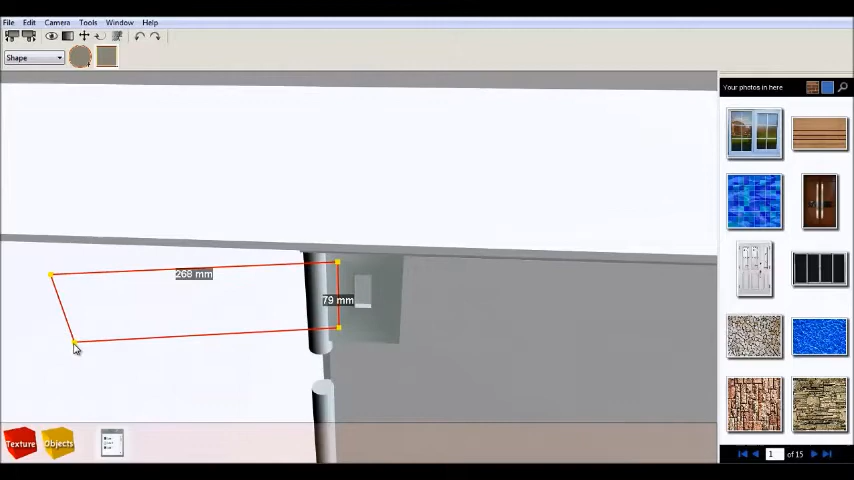 File Edit Camera Tools Window Help
Shape
Your photos in here
268 mm
79 mm
Texture
Objects
1 of 15